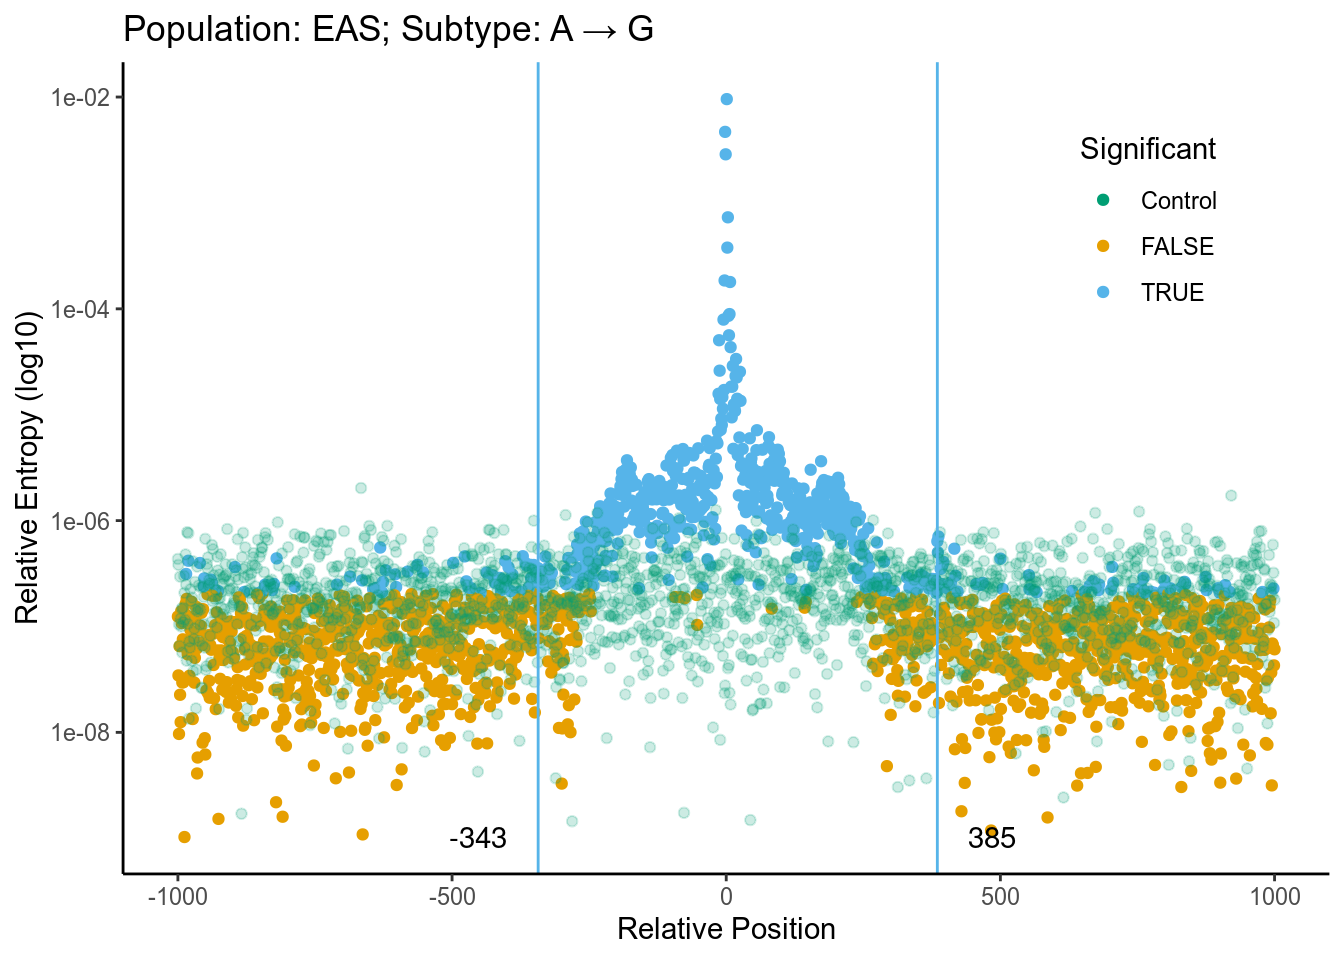 Population: EAS; Subtype: A → G
Relative Entropy (log10)
1e-02
1e-04
1e-06
1e-08
Significant
Control
FALSE
TRUE
-343
385
-1000
-500
0
500
1000
Relative Position